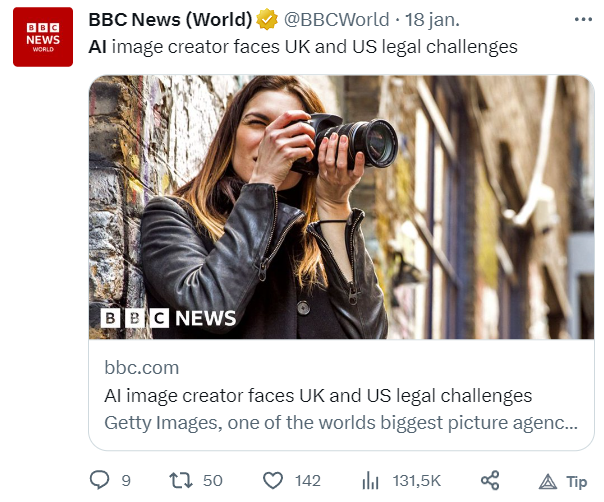 BBC NEWS WORLD
BBC News (World) @BBCWorld · 18 jan.
AI image creator faces UK and US legal challenges
BBC NEWS
bbc.com
AI image creator faces UK and US legal challenges
Getty Images, one of the worlds biggest picture agenc...
9 50 142 131,5K Tip